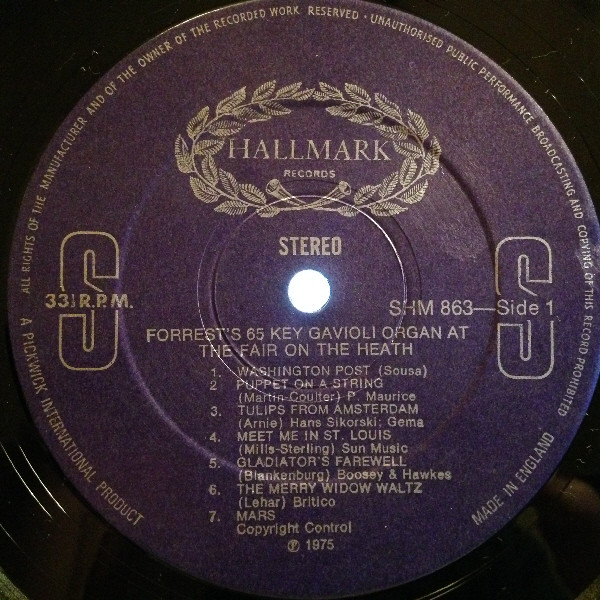 ALL RIGHTS OF THE MANUFACTURER AND OF THE OWNER OF THE RECORDED WORK RESERVED · UNAUTHORISED PUBLIC PERFORMANCE BROADCASTING AND COPYING OF THIS RECORD PROHIBITED
HALLMARK
RECORDS
STEREO
S S
33⅓ R.P.M.
SHM 863—Side 1
FORREST'S 65 KEY GAVIOLI ORGAN AT
THE FAIR ON THE HEATH
1. WASHINGTON POST (Sousa)
2 PUPPET ON A STRING
(Martin-Coulter) P. Maurice
3. TULIPS FROM AMSTERDAM
(Arnie) Hans Sikorski; Gema
4. MEET ME IN ST. LOUIS
(Mills-Sterling) Sun Music
5. GLADIATOR'S FAREWELL
(Blankenburg) Boosey & Hawkes
6. THE MERRY WIDOW WALTZ
(Lehar) Britico
7. MARS
Copyright Control
℗ 1975
A PICKWICK INTERNATIONAL PRODUCT
MADE IN ENGLAND